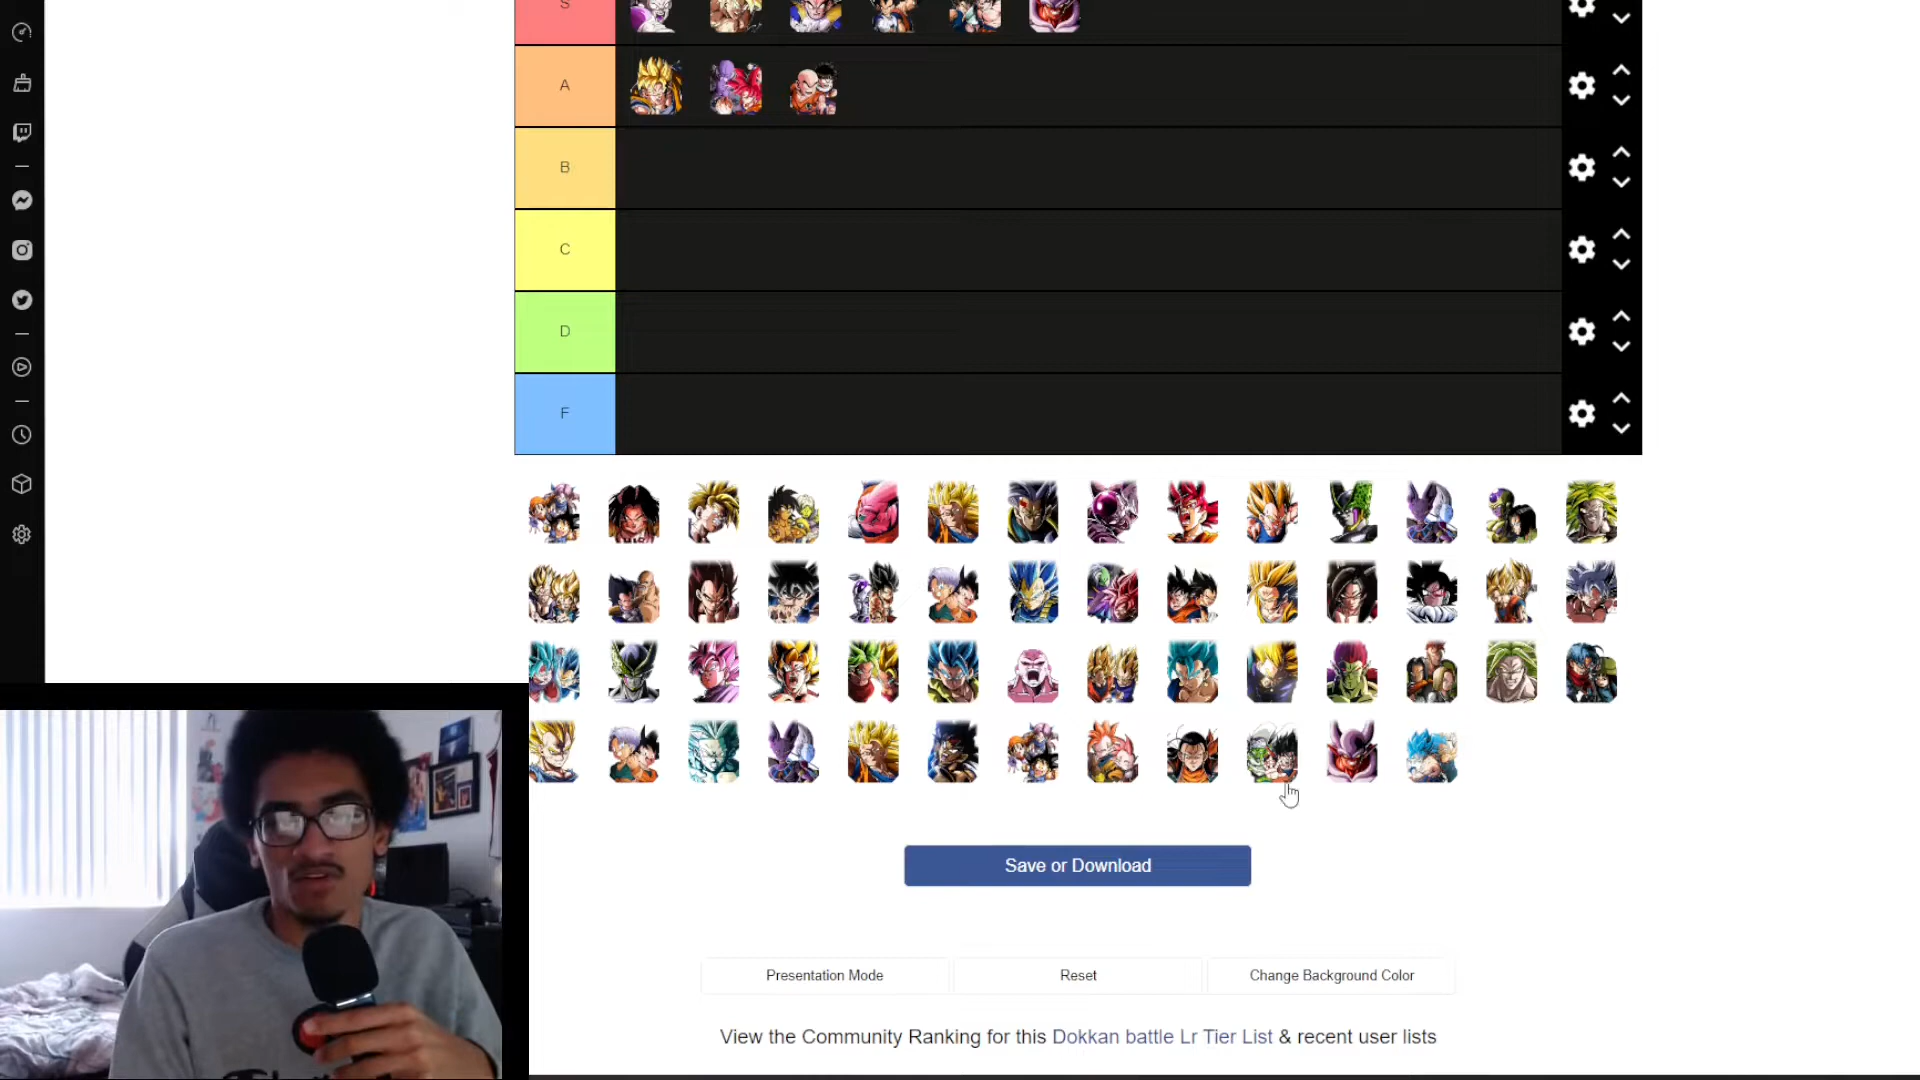 S
A
B
C
D
F
Save or Download
Presentation Mode
Reset
Change Background Color
View the Community Ranking for this Dokkan battle Lr Tier List & recent user lists